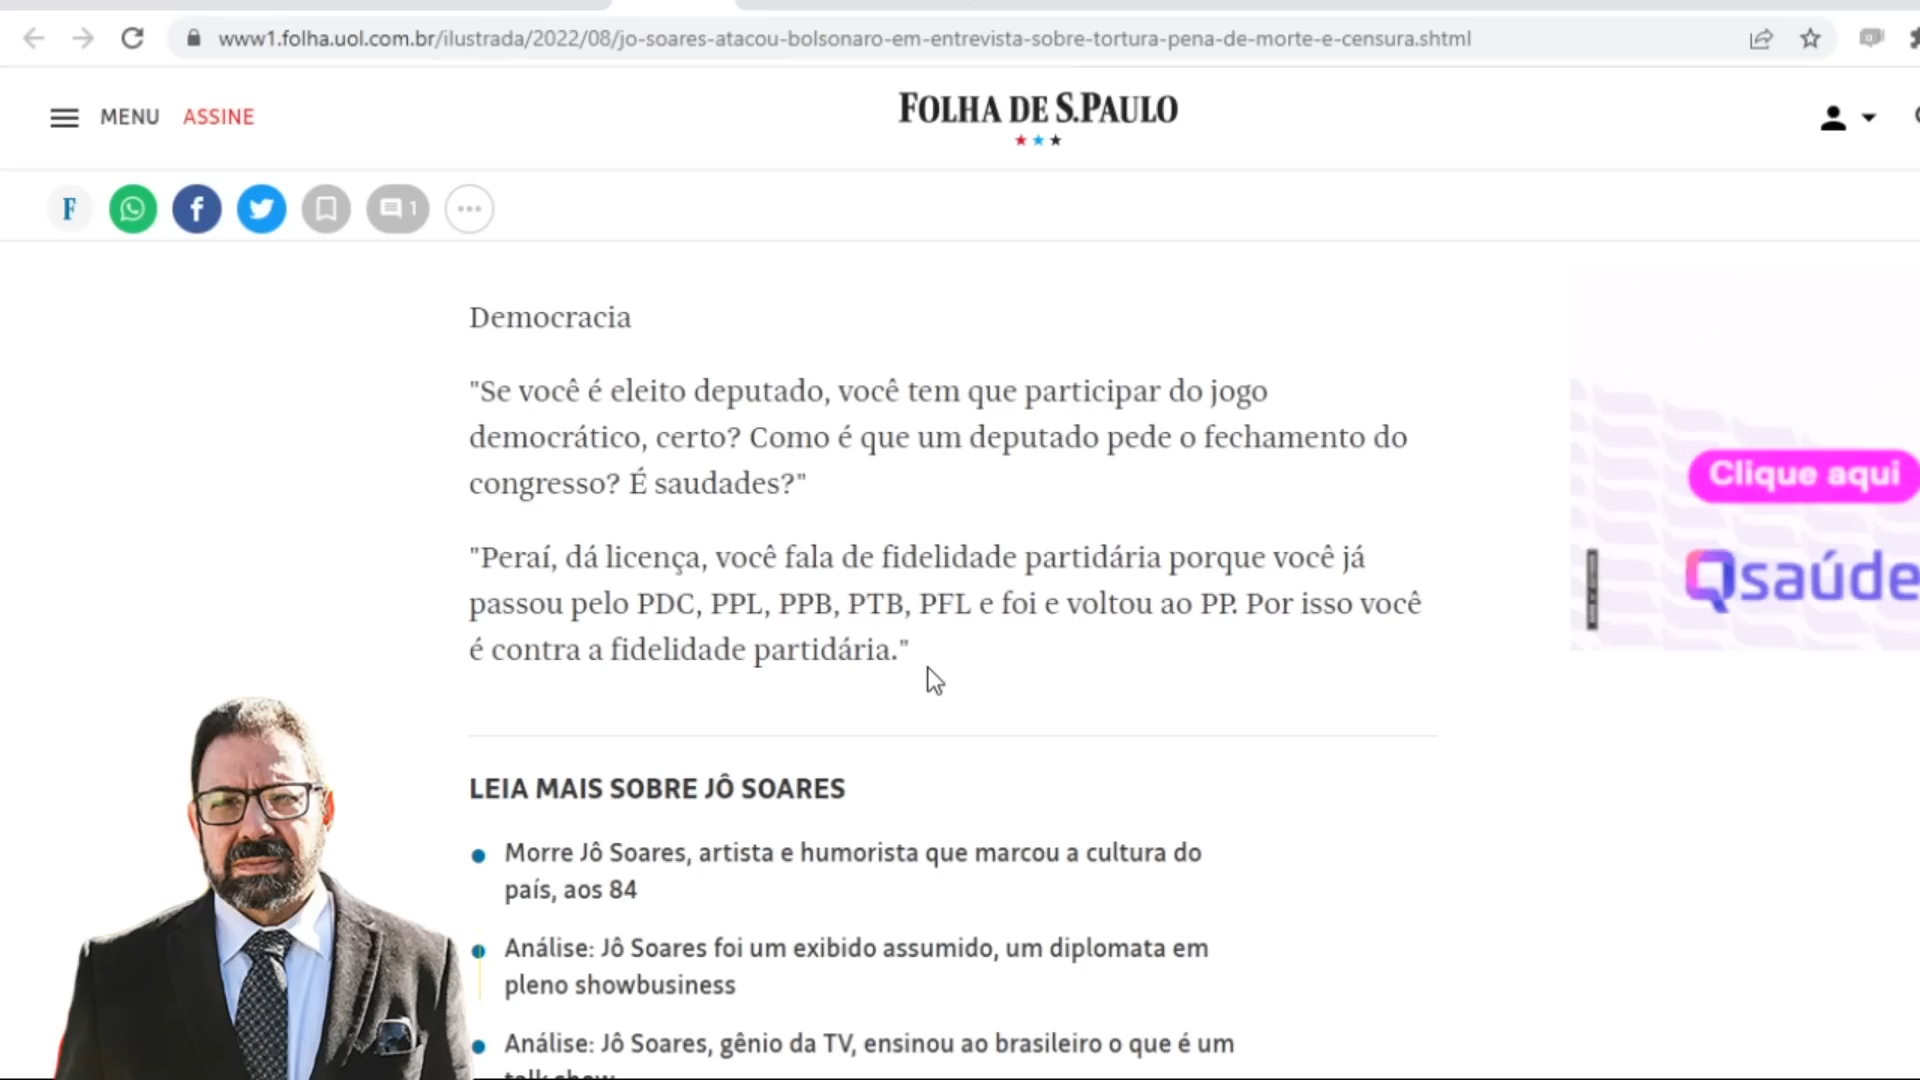 www1.folha.uol.com.br/ilustrada/2022/08/jo-soares-atacou-bolsonaro-em-entrevista-sobre-tortura-pena-de-morte-e-censura.shtml
MENU ASSINE
FOLHA DE S.PAULO
F
1
Democracia
"Se você é eleito deputado, você tem que participar do jogo
democrático, certo? Como é que um deputado pede o fechamento do
congresso? É saudades?"
"Peraí, dá licença, você fala de fidelidade partidária porque você já
passou pelo PDC, PPL, PPB, PTB, PFL e foi e voltou ao PP. Por isso você
é contra a fidelidade partidária."
Clique aqui
Qsaúde
LEIA MAIS SOBRE JÔ SOARES
Morre Jô Soares, artista e humorista que marcou a cultura do
país, aos 84
Análise: Jô Soares foi um exibido assumido, um diplomata em
pleno showbusiness
Análise: Jô Soares, gênio da TV, ensinou ao brasileiro o que é um
talk show